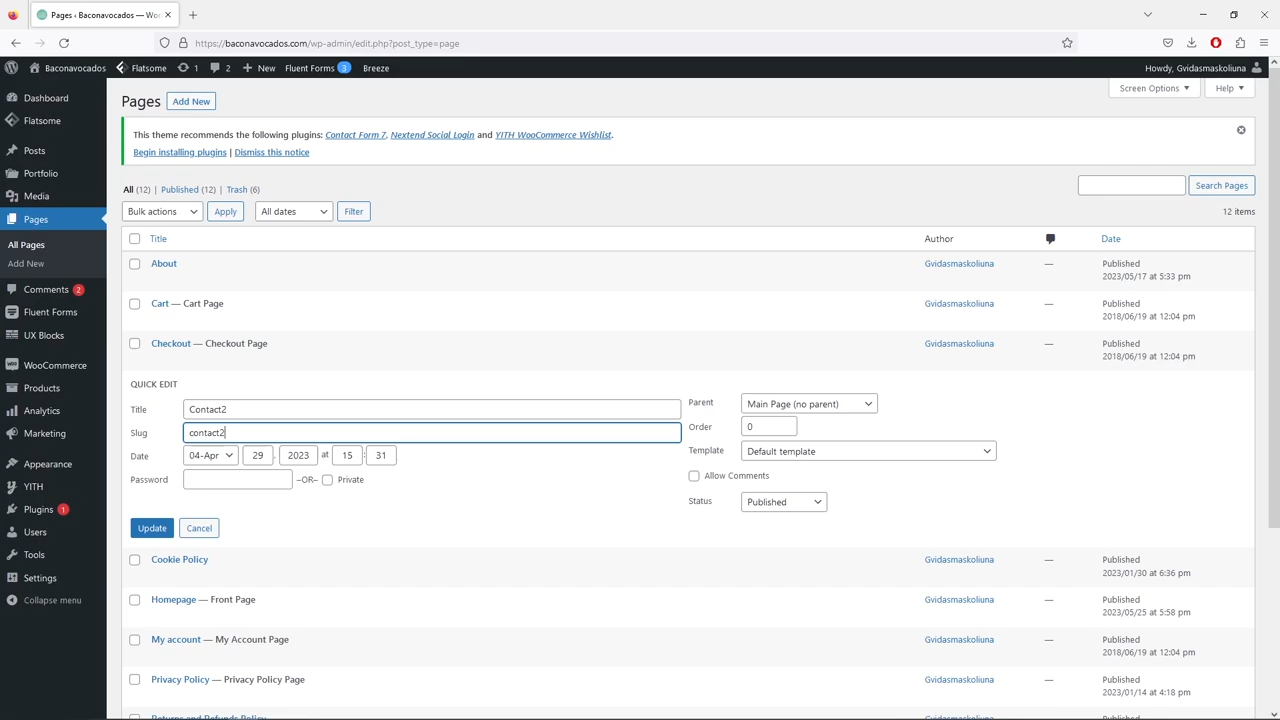 Pages ‹ Baconavocados — Wo
https://baconavocados.com/wp-admin/edit.php?post_type=page
Baconavocados Flatsome 1 2 New Fluent Forms 3 Breeze Howdy, Gvidasmaskoliuna
Dashboard
Flatsome
Posts
Portfolio
Media
Pages
All Pages
Add New
Comments 2
Fluent Forms
UX Blocks
WooCommerce
Products
Analytics
Marketing
Appearance
YITH
Plugins 1
Users
Tools
Settings
Collapse menu
Screen Options Help
Pages Add New
This theme recommends the following plugins: Contact Form 7, Nextend Social Login and YITH WooCommerce Wishlist.
Begin installing plugins | Dismiss this notice
All (12) | Published (12) | Trash (6)
Search Pages
Bulk actions Apply All dates Filter
12 items
Title Author Date
About Gvidasmaskoliuna — Published
2023/05/17 at 5:33 pm
Cart — Cart Page Gvidasmaskoliuna — Published
2018/06/19 at 12:04 pm
Checkout — Checkout Page Gvidasmaskoliuna — Published
2018/06/19 at 12:04 pm
QUICK EDIT
Title Contact2
Slug contact2
Date 04-Apr 29 , 2023 at 15 : 31
Password –OR– Private
Parent Main Page (no parent)
Order 0
Template Default template
Allow Comments
Status Published
Update Cancel
Cookie Policy Gvidasmaskoliuna — Published
2023/01/30 at 6:36 pm
Homepage — Front Page Gvidasmaskoliuna — Published
2023/05/25 at 5:58 pm
My account — My Account Page Gvidasmaskoliuna — Published
2018/06/19 at 12:04 pm
Privacy Policy — Privacy Policy Page Gvidasmaskoliuna — Published
2023/01/14 at 4:18 pm
Returns and Refunds Policy